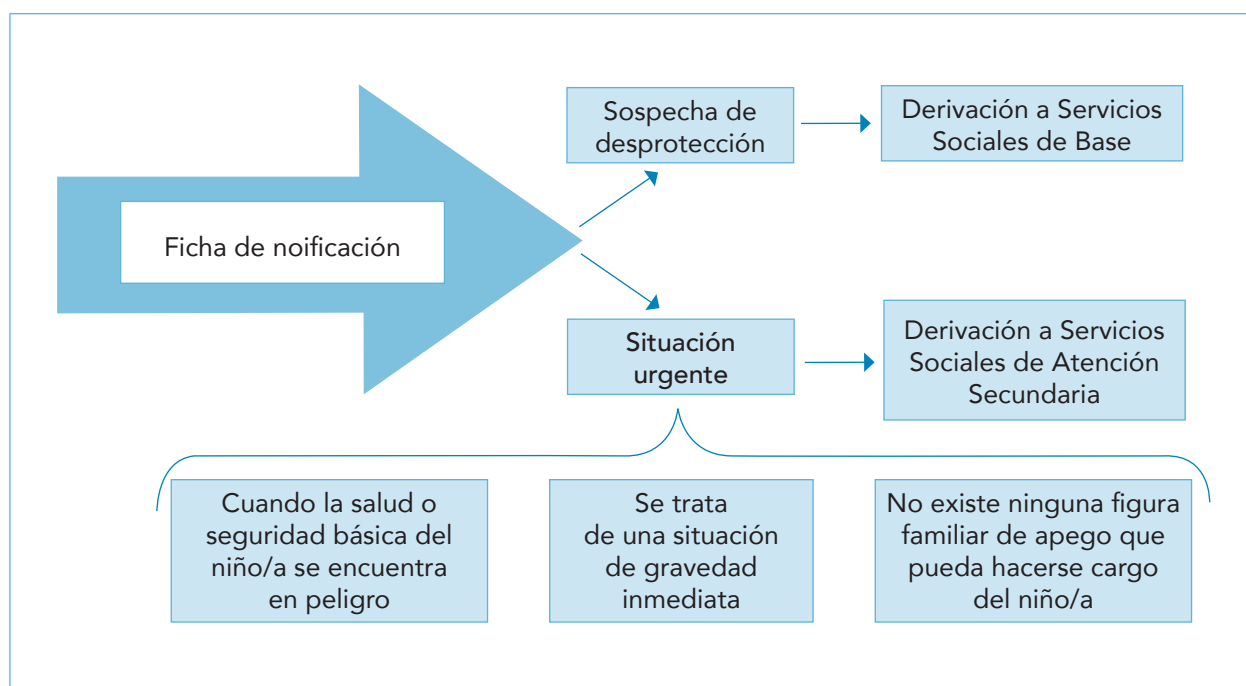 Ficha de noificación
Sospecha de
desprotección
Derivación a Servicios
Sociales de Base
Situación
urgente
Derivación a Servicios
Sociales de Atención
Secundaria
Cuando la salud o
seguridad básica del
niño/a se encuentra
en peligro
Se trata
de una situación
de gravedad
inmediata
No existe ninguna figura
familiar de apego que
pueda hacerse cargo
del niño/a